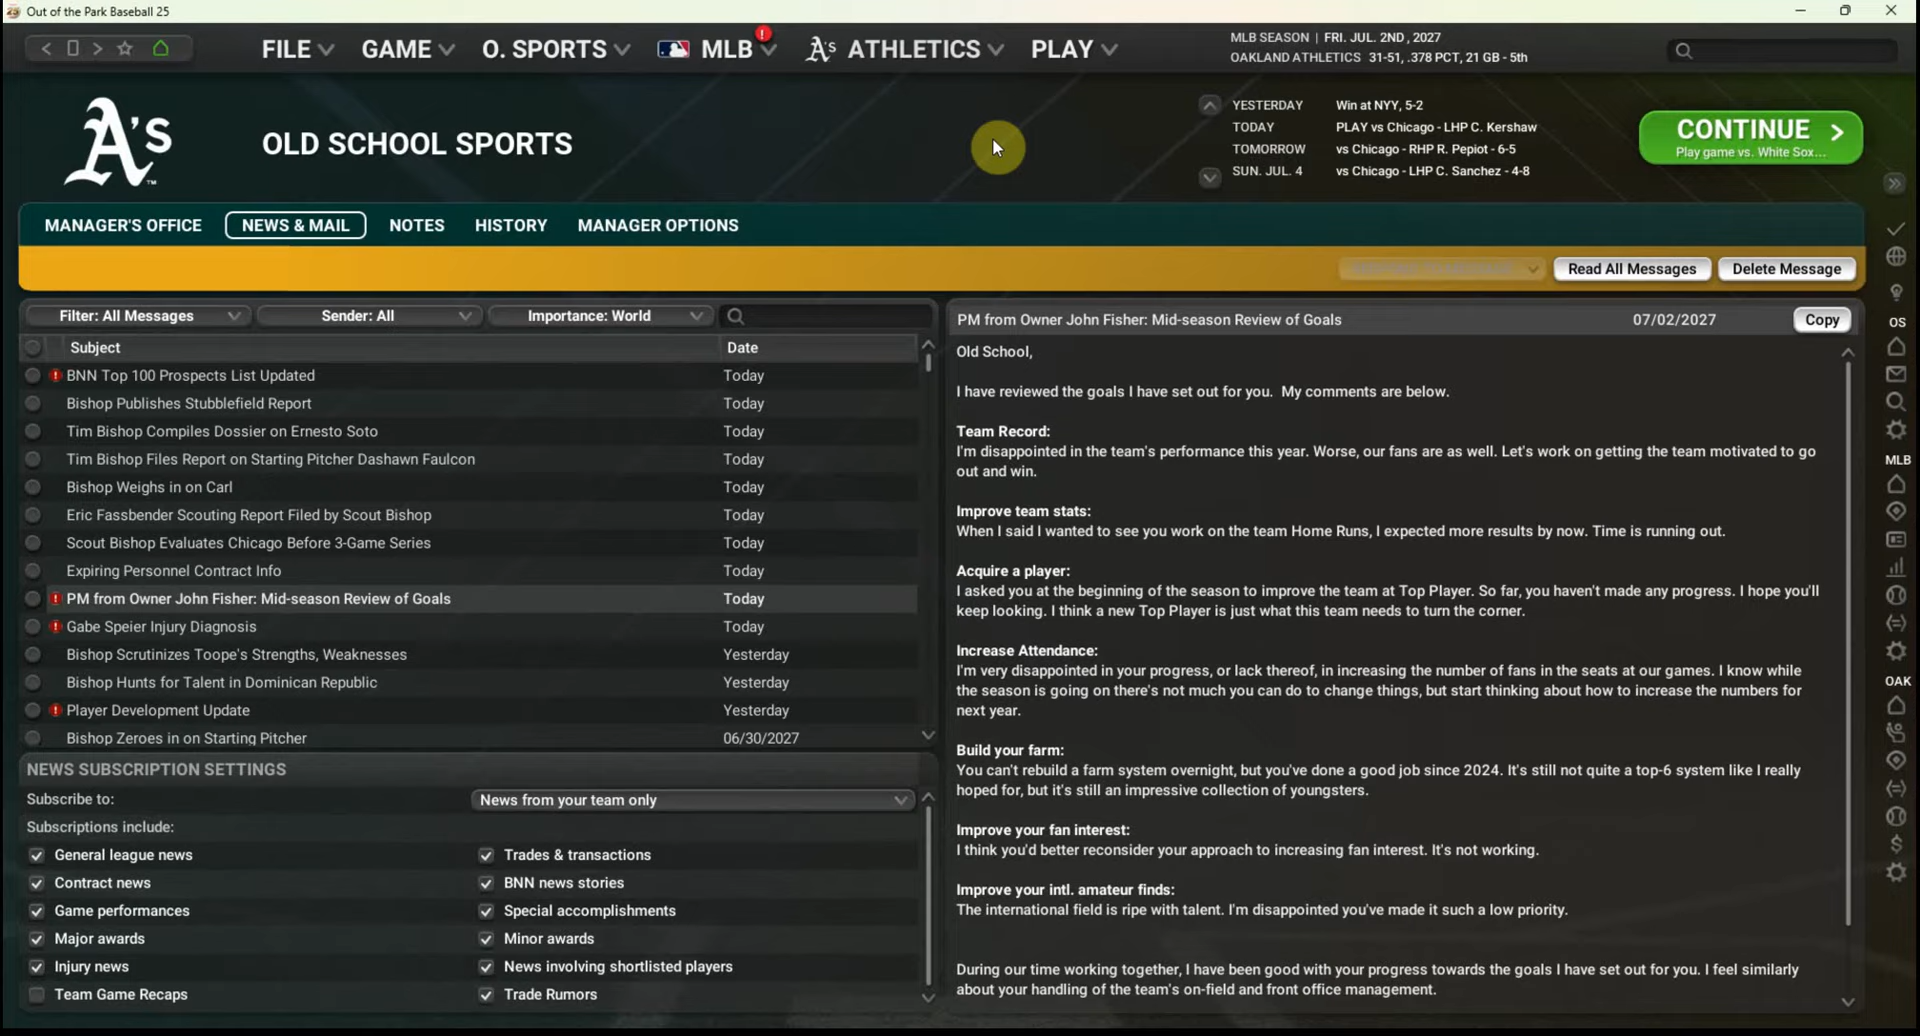 Out of the Park Baseball 25
FILE GAME O. SPORTS MLB ! A's ATHLETICS PLAY
MLB SEASON | FRI. JUL. 2ND, 2027
OAKLAND ATHLETICS 31-51, .378 PCT, 21 GB - 5th
A's
OLD SCHOOL SPORTS
YESTERDAY Win at NYY, 5-2
TODAY PLAY vs Chicago - LHP C. Kershaw
TOMORROW vs Chicago - RHP R. Pepiot - 6-5
SUN. JUL. 4 vs Chicago - LHP C. Sanchez - 4-8
CONTINUE
Play game vs. White Sox...
MANAGER'S OFFICE NEWS & MAIL NOTES HISTORY MANAGER OPTIONS
Read All Messages Delete Message
Filter: All Messages Sender: All Importance: World
Subject Date
! BNN Top 100 Prospects List Updated Today
Bishop Publishes Stubblefield Report Today
Tim Bishop Compiles Dossier on Ernesto Soto Today
Tim Bishop Files Report on Starting Pitcher Dashawn Faulcon Today
Bishop Weighs in on Carl Today
Eric Fassbender Scouting Report Filed by Scout Bishop Today
Scout Bishop Evaluates Chicago Before 3-Game Series Today
Expiring Personnel Contract Info Today
! PM from Owner John Fisher: Mid-season Review of Goals Today
! Gabe Speier Injury Diagnosis Today
Bishop Scrutinizes Toope's Strengths, Weaknesses Yesterday
Bishop Hunts for Talent in Dominican Republic Yesterday
! Player Development Update Yesterday
Bishop Zeroes in on Starting Pitcher 06/30/2027
NEWS SUBSCRIPTION SETTINGS
Subscribe to: News from your team only
Subscriptions include:
General league news Trades & transactions
Contract news BNN news stories
Game performances Special accomplishments
Major awards Minor awards
Injury news News involving shortlisted players
Team Game Recaps Trade Rumors
PM from Owner John Fisher: Mid-season Review of Goals 07/02/2027 Copy
Old School,
I have reviewed the goals I have set out for you. My comments are below.
Team Record:
I'm disappointed in the team's performance this year. Worse, our fans are as well. Let's work on getting the team motivated to go
out and win.
Improve team stats:
When I said I wanted to see you work on the team Home Runs, I expected more results by now. Time is running out.
Acquire a player:
I asked you at the beginning of the season to improve the team at Top Player. So far, you haven't made any progress. I hope you'll
keep looking. I think a new Top Player is just what this team needs to turn the corner.
Increase Attendance:
I'm very disappointed in your progress, or lack thereof, in increasing the number of fans in the seats at our games. I know while
the season is going on there's not much you can do to change things, but start thinking about how to increase the numbers for
next year.
Build your farm:
You can't rebuild a farm system overnight, but you've done a good job since 2024. It's still not quite a top-6 system like I really
hoped for, but it's still an impressive collection of youngsters.
Improve your fan interest:
I think you'd better reconsider your approach to increasing fan interest. It's not working.
Improve your intl. amateur finds:
The international field is ripe with talent. I'm disappointed you've made it such a low priority.
During our time working together, I have been good with your progress towards the goals I have set out for you. I feel similarly
about your handling of the team's on-field and front office management.
OS
MLB
OAK